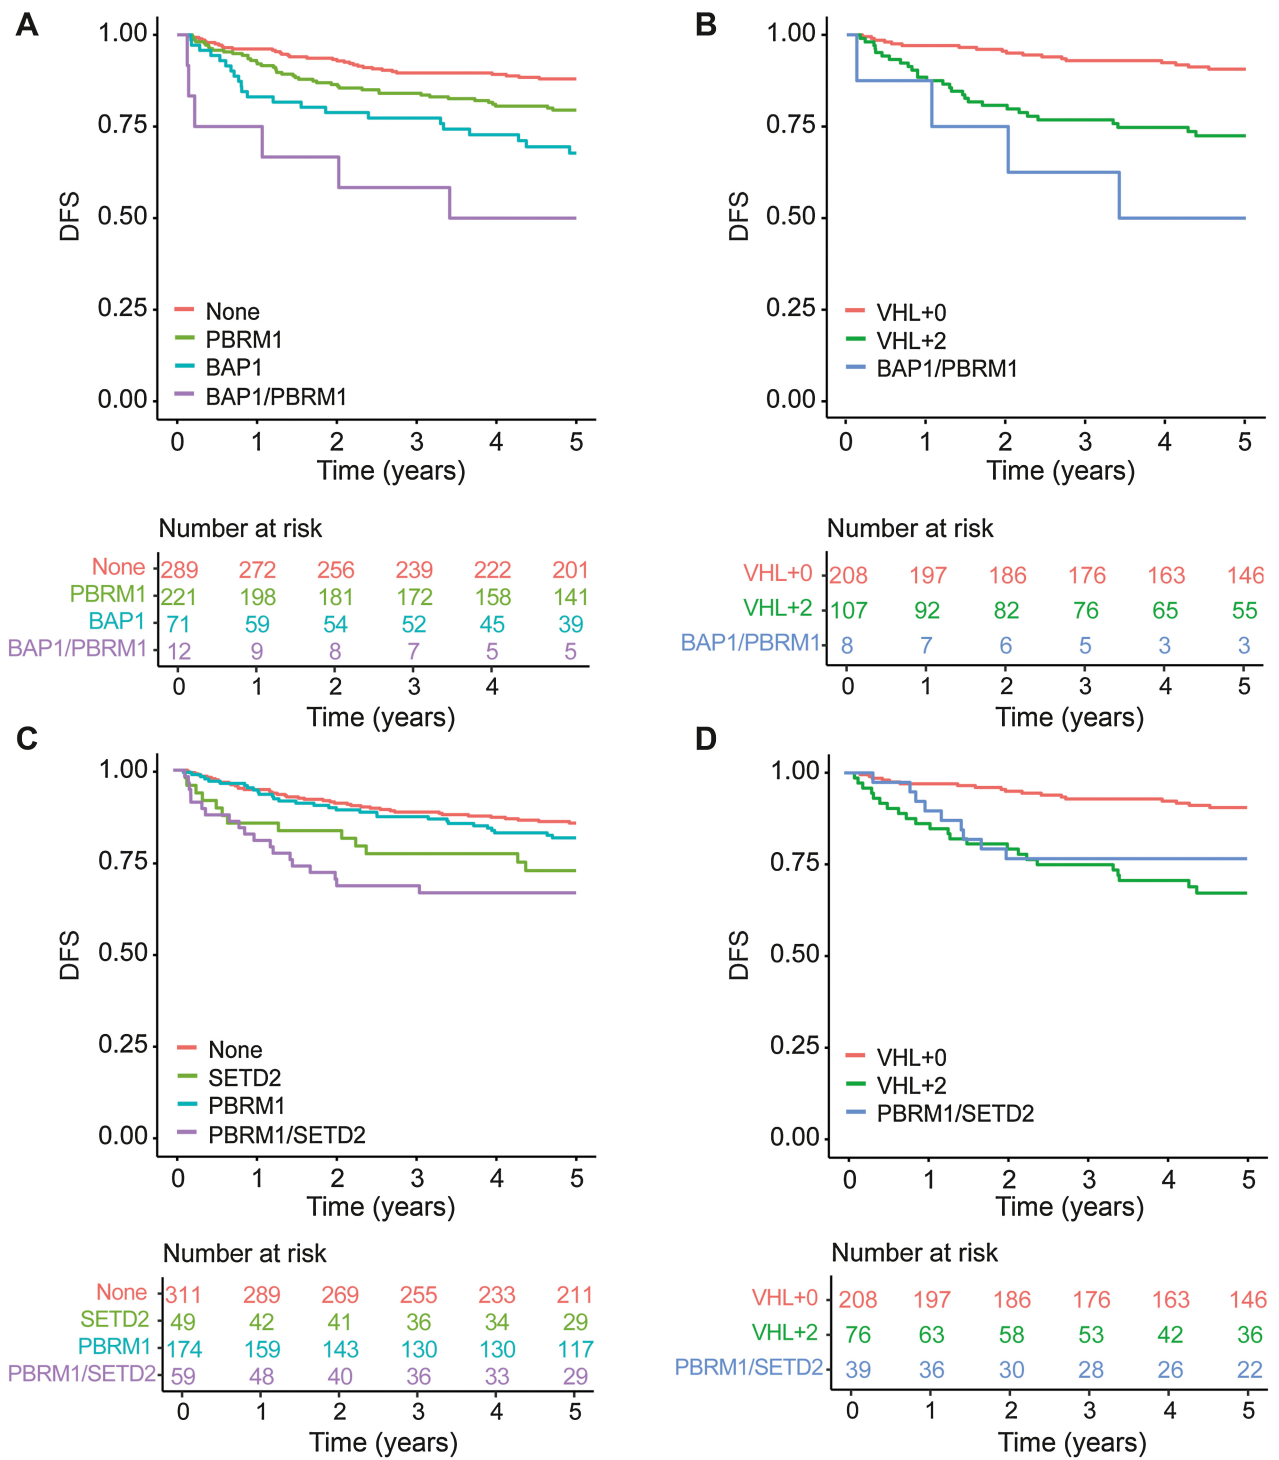 A
1.00
0.75
0.50
0.25
0.00
DFS
None
PBRM1
BAP1
BAP1/PBRM1
0 1 2 3 4 5
Time (years)
Number at risk
None 289 272 256 239 222 201
PBRM1 221 198 181 172 158 141
BAP1 71 59 54 52 45 39
BAP1/PBRM1 12 9 8 7 5 5
0 1 2 3 4
Time (years)
B
1.00
0.75
0.50
0.25
0.00
DFS
VHL+0
VHL+2
BAP1/PBRM1
0 1 2 3 4 5
Time (years)
Number at risk
VHL+0 208 197 186 176 163 146
VHL+2 107 92 82 76 65 55
BAP1/PBRM1 8 7 6 5 3 3
0 1 2 3 4 5
Time (years)
C
1.00
0.75
0.50
0.25
0.00
DFS
None
SETD2
PBRM1
PBRM1/SETD2
0 1 2 3 4 5
Time (years)
Number at risk
None 311 289 269 255 233 211
SETD2 49 42 41 36 34 29
PBRM1 174 159 143 130 130 117
PBRM1/SETD2 59 48 40 36 33 29
0 1 2 3 4 5
Time (years)
D
1.00
0.75
0.50
0.25
0.00
DFS
VHL+0
VHL+2
PBRM1/SETD2
0 1 2 3 4 5
Time (years)
Number at risk
VHL+0 208 197 186 176 163 146
VHL+2 76 63 58 53 42 36
PBRM1/SETD2 39 36 30 28 26 22
0 1 2 3 4 5
Time (years)